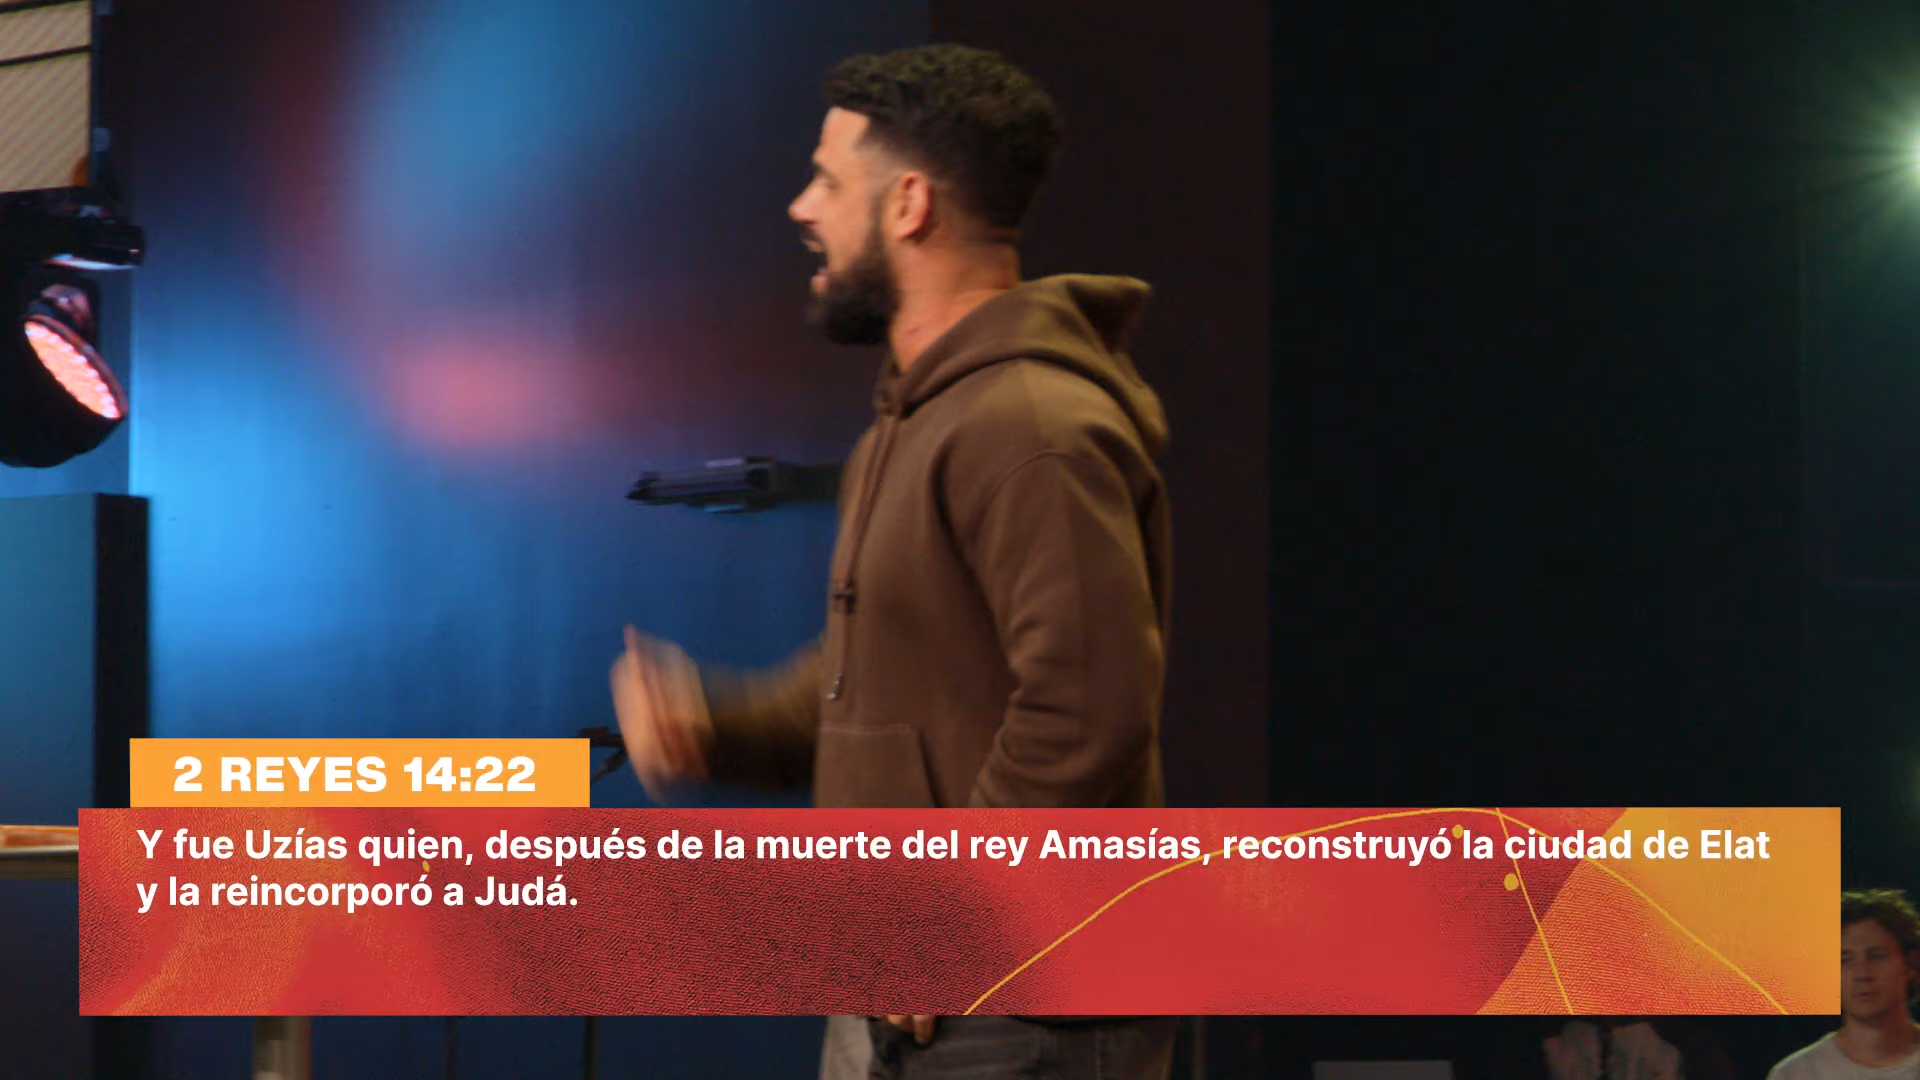 2 REYES 14:22
Y fue Uzías quien, después de la muerte del rey Amasías, reconstruyó la ciudad de Elat
y la reincorporó a Judá.